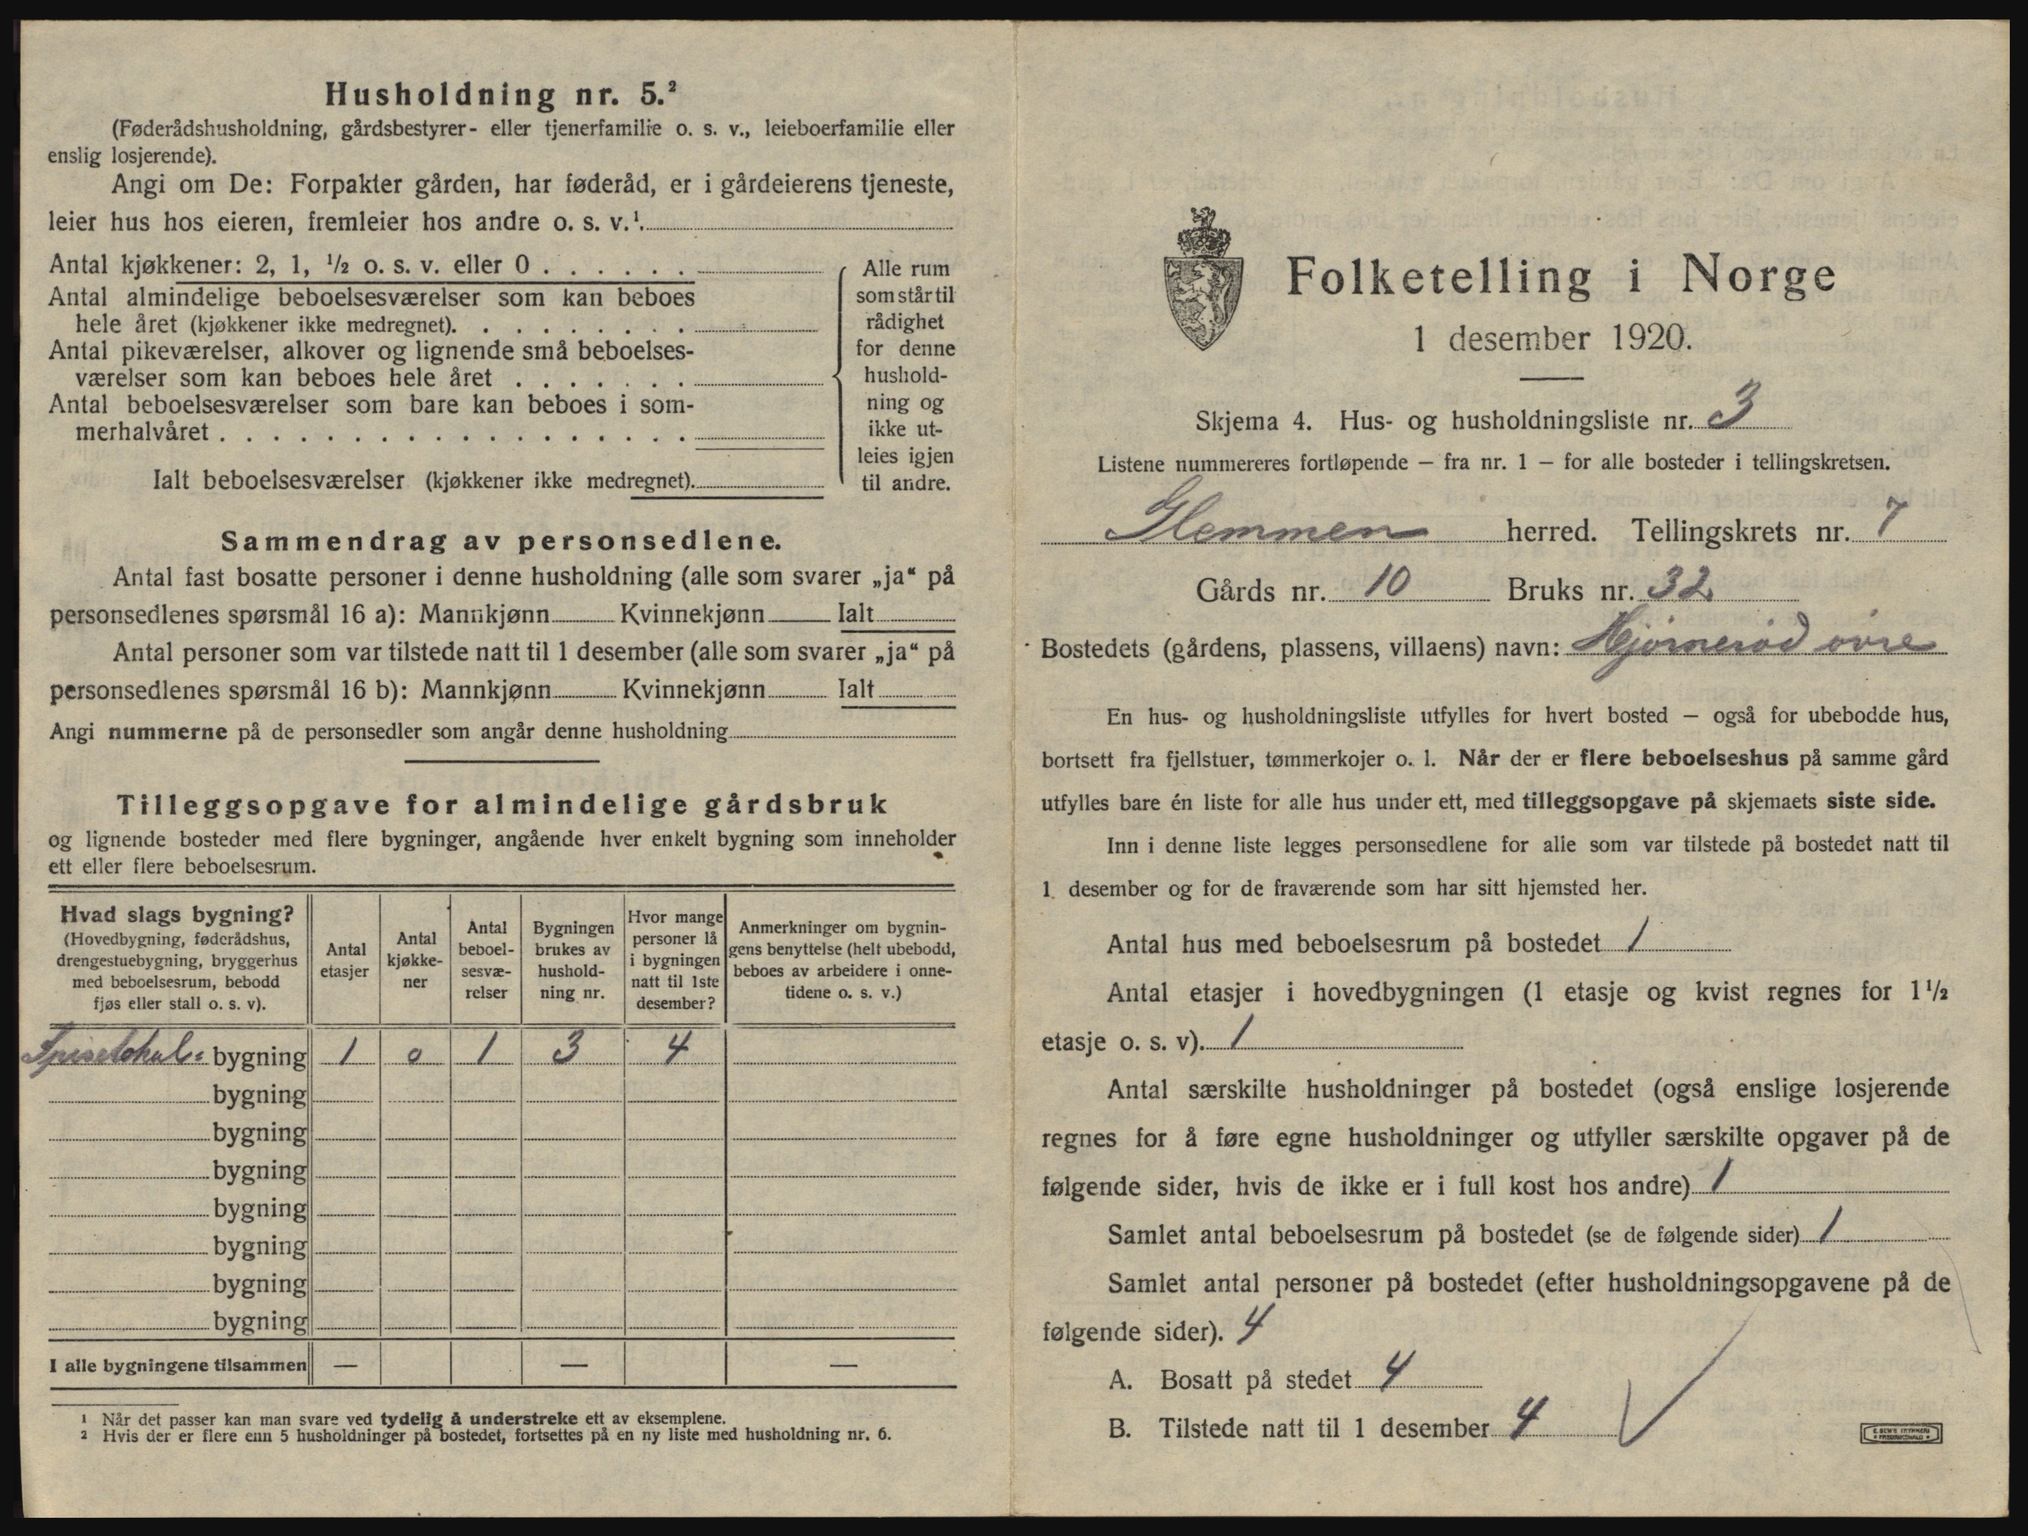 Husholdning nr. 5.²
(Føderådshusholdning, gårdsbestyrer- eller tjenerfamilie o. s. v., leieboerfamilie eller
enslig losjerende).
Angi om De: Forpakter gården, har føderåd, er i gårdeierens tjeneste,
leier hus hos eieren, fremleier hos andre o. s. v.¹.
Antal kjøkkener: 2, 1, ½ o. s. v. eller 0 . . . . . .
Antal almindelige beboelsesværelser som kan beboes
hele året (kjøkkener ikke medregnet). . . . . . . . .
Antal pikeværelser, alkover og lignende små beboelses-
værelser som kan beboes hele året . . . . . . .
Antal beboelsesværelser som bare kan beboes i som-
merhalvåret . . . . . . . . . . . . . . . . . .
Ialt beboelsesværelser (kjøkkener ikke medregnet).
Alle rum
som står til
rådighet
for denne
hushold-
ning og
ikke ut-
leies igjen
til andre.
Sammendrag av personsedlene.
Antal fast bosatte personer i denne husholdning (alle som svarer „ja“ på
personsedlenes spørsmål 16 a): Mannkjønn Kvinnekjønn Ialt
Antal personer som var tilstede natt til 1 desember (alle som svarer „ja“ på
personsedlenes spørsmål 16 b): Mannkjønn Kvinnekjønn Ialt
Angi nummerne på de personsedler som angår denne husholdning
Tilleggsopgave for almindelige gårdsbruk
og lignende bosteder med flere bygninger, angående hver enkelt bygning som inneholder
ett eller flere beboelsesrum.
Hvad slags bygning?
(Hovedbygning, føderådshus,
drengestuebygning, bryggerhus
med beboelsesrum, bebodd
fjøs eller stall o. s. v).
Antal
etasjer
Antal
kjøkke-
ner
Antal
beboel-
sesvæ-
relser
Bygningen
brukes av
hushold-
ning nr.
Hvor mange
personer lå
i bygningen
natt til 1ste
desember?
Anmerkninger om bygnin-
gens benyttelse (helt ubebodd,
beboes av arbeidere i onne-
tidene o. s. v.)
Spiselokal- bygning 1 0 1 3 4
bygning
bygning
bygning
bygning
bygning
bygning
bygning
I alle bygningene tilsammen — — —
¹ Når det passer kan man svare ved tydelig å understreke ett av eksemplene.
² Hvis der er flere enn 5 husholdninger på bostedet, fortsettes på en ny liste med husholdning nr. 6.
Folketelling i Norge
1 desember 1920.
Skjema 4. Hus- og husholdningsliste nr. 3
Listene nummereres fortløpende – fra nr. 1 – for alle bosteder i tellingskretsen.
Glemmen herred. Tellingskrets nr. 7
Gårds nr. 10 Bruks nr. 32
Bostedets (gårdens, plassens, villaens) navn: Hjørnerød øvre
En hus- og husholdningsliste utfylles for hvert bosted – også for ubebodde hus,
bortsett fra fjellstuer, tømmerkojer o. l. Når der er flere beboelseshus på samme gård
utfylles bare én liste for alle hus under ett, med tilleggsopgave på skjemaets siste side.
Inn i denne liste legges personsedlene for alle som var tilstede på bostedet natt til
1 desember og for de fraværende som har sitt hjemsted her.
Antal hus med beboelsesrum på bostedet 1
Antal etasjer i hovedbygningen (1 etasje og kvist regnes for 1½
etasje o. s. v). 1
Antal særskilte husholdninger på bostedet (også enslige losjerende
regnes for å føre egne husholdninger og utfyller særskilte opgaver på de
følgende sider, hvis de ikke er i full kost hos andre) 1
Samlet antal beboelsesrum på bostedet (se de følgende sider) 1
Samlet antal personer på bostedet (efter husholdningsopgavene på de
følgende sider). 4
A. Bosatt på stedet 4
B. Tilstede natt til 1 desember 4